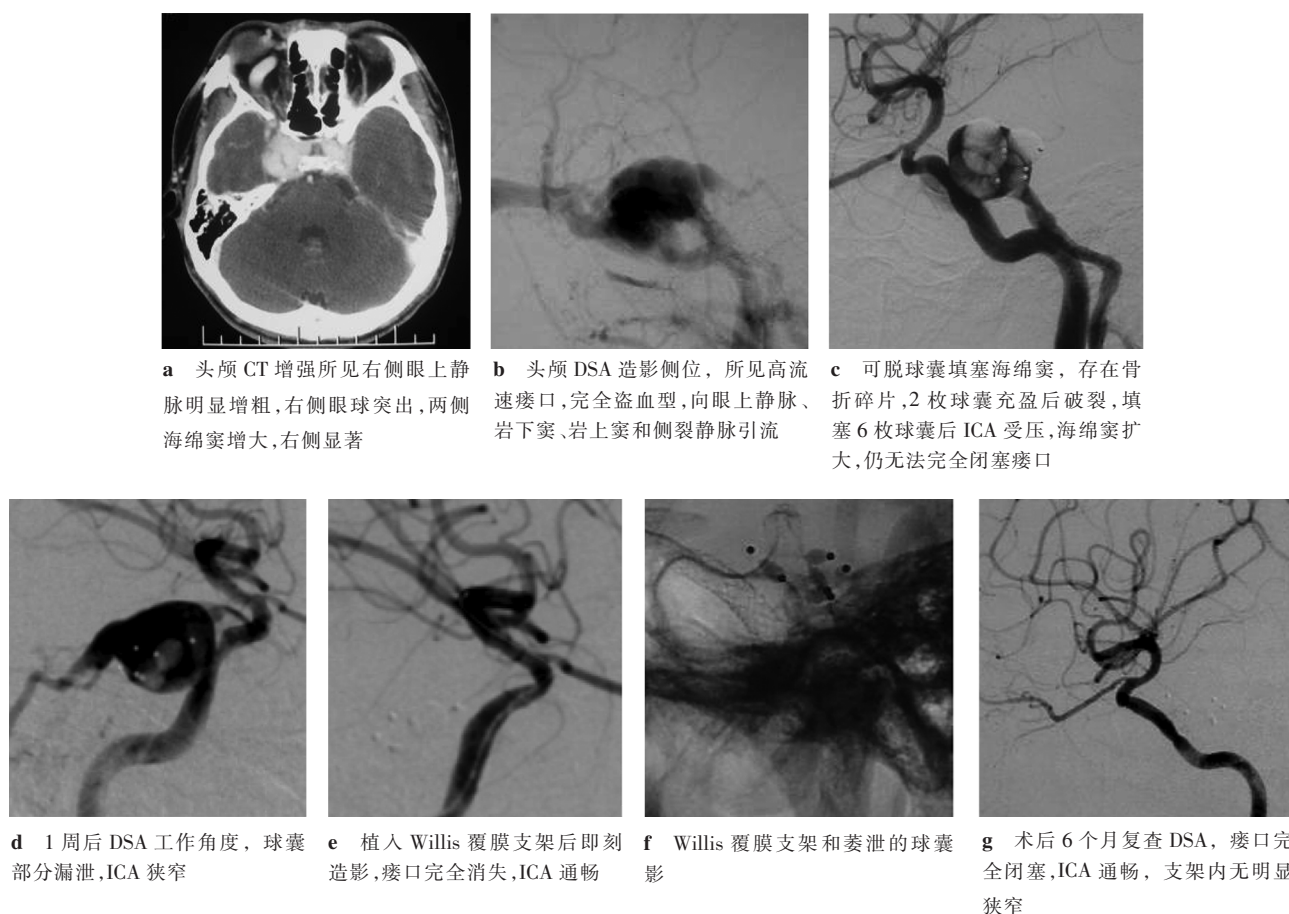 a 头颅 CT 增强所见右侧眼上静
脉明显增粗,右侧眼球突出,两侧
海绵窦增大,右侧显著
b 头颅 DSA 造影侧位，所见高流
速瘘口,完全盗血型,向眼上静脉、
岩下窦、岩上窦和侧裂静脉引流
c 可脱球囊填塞海绵窦，存在骨
折碎片,2 枚球囊充盈后破裂,填
塞 6 枚球囊后 ICA 受压,海绵窦扩
大,仍无法完全闭塞瘘口
d 1 周后 DSA 工作角度，球囊
部分漏泄,ICA 狭窄
e 植入 Willis 覆膜支架后即刻
造影,瘘口完全消失,ICA 通畅
f Willis 覆膜支架和萎泄的球囊
影
g 术后 6 个月复查 DSA，瘘口完
全闭塞,ICA 通畅，支架内无明显
狭窄